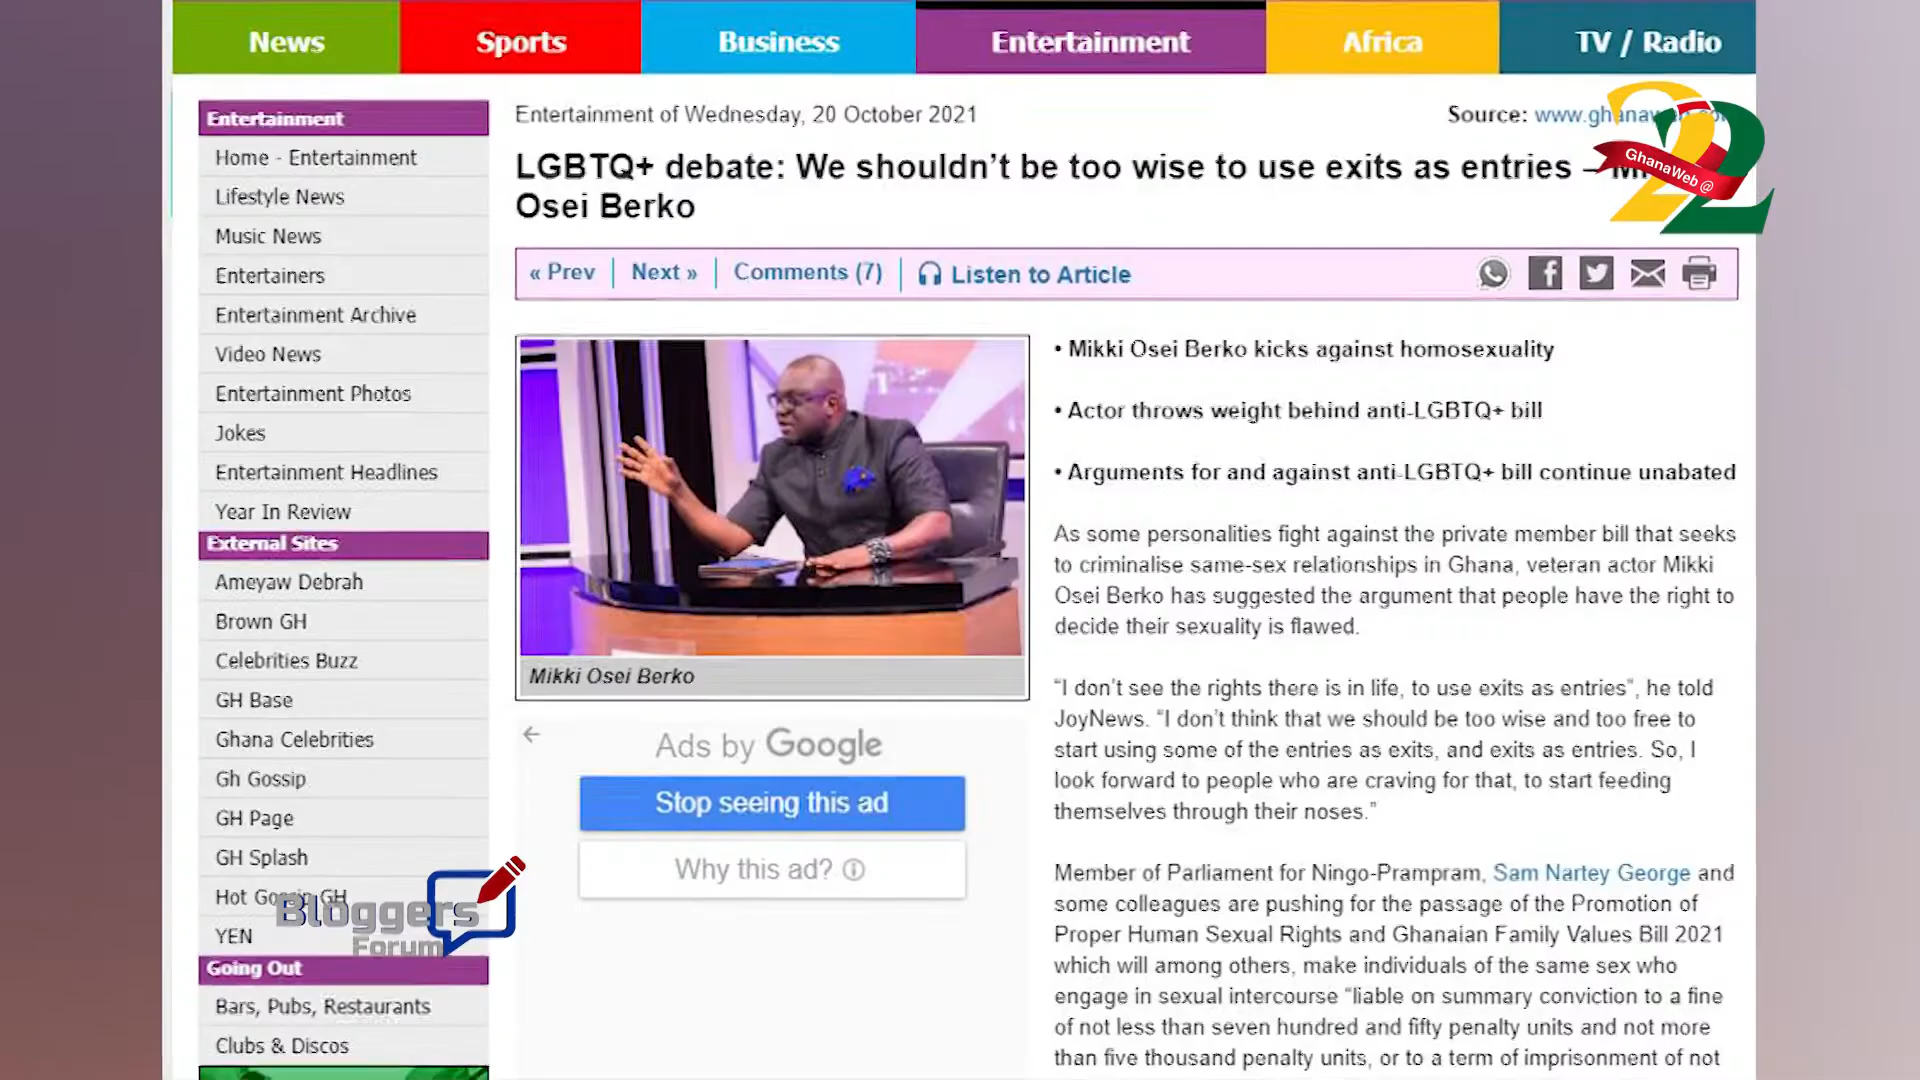 News Sports Business Entertainment Africa TV / Radio
Entertainment
Home - Entertainment
Lifestyle News
Music News
Entertainers
Entertainment Archive
Video News
Entertainment Photos
Jokes
Entertainment Headlines
Year In Review
External Sites
Ameyaw Debrah
Brown GH
Celebrities Buzz
GH Base
Ghana Celebrities
Gh Gossip
GH Page
GH Splash
Hot Gossip GH
YEN
Going Out
Bars, Pubs, Restaurants
Clubs & Discos
Bloggers
Forum
Entertainment of Wednesday, 20 October 2021
Source:
GhanaWeb @
22
LGBTQ+ debate: We shouldn't be too wise to use exits as entries –
Osei Berko
« Prev Next » Comments (7) Listen to Article
Mikki Osei Berko
Ads by Google
Stop seeing this ad
Why this ad?
• Mikki Osei Berko kicks against homosexuality
• Actor throws weight behind anti-LGBTQ+ bill
• Arguments for and against anti-LGBTQ+ bill continue unabated
As some personalities fight against the private member bill that seeks
to criminalise same-sex relationships in Ghana, veteran actor Mikki
Osei Berko has suggested the argument that people have the right to
decide their sexuality is flawed.
“I don't see the rights there is in life, to use exits as entries”, he told
JoyNews. “I don't think that we should be too wise and too free to
start using some of the entries as exits, and exits as entries. So, I
look forward to people who are craving for that, to start feeding
themselves through their noses.”
Member of Parliament for Ningo-Prampram, Sam Nartey George and
some colleagues are pushing for the passage of the Promotion of
Proper Human Sexual Rights and Ghanaian Family Values Bill 2021
which will among others, make individuals of the same sex who
engage in sexual intercourse “liable on summary conviction to a fine
of not less than seven hundred and fifty penalty units and not more
than five thousand penalty units, or to a term of imprisonment of not